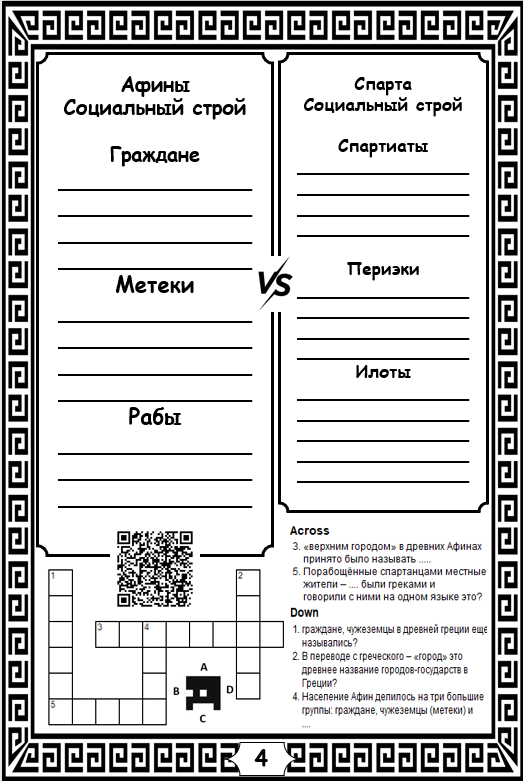 Афины
Социальный строй
Граждане
Метеки
Рабы
VS
Спарта
Социальный строй
Спартиаты
Периэки
Илоты
Across
3. «верхним городом» в древних Афинах
принято было называть .....
5. Порабощённые спартанцами местные
жители – .... были греками и
говорили с ними на одном языке это?
Down
1. граждане, чужеземцы в древней греции еще
назывались?
2. В переводе с греческого – «город» это
древнее название городов-государств в
Греции?
4. Население Афин делилось на три большие
группы: граждане, чужеземцы (метеки) и
....
1
2
3
4
5
A
B
D
C
4